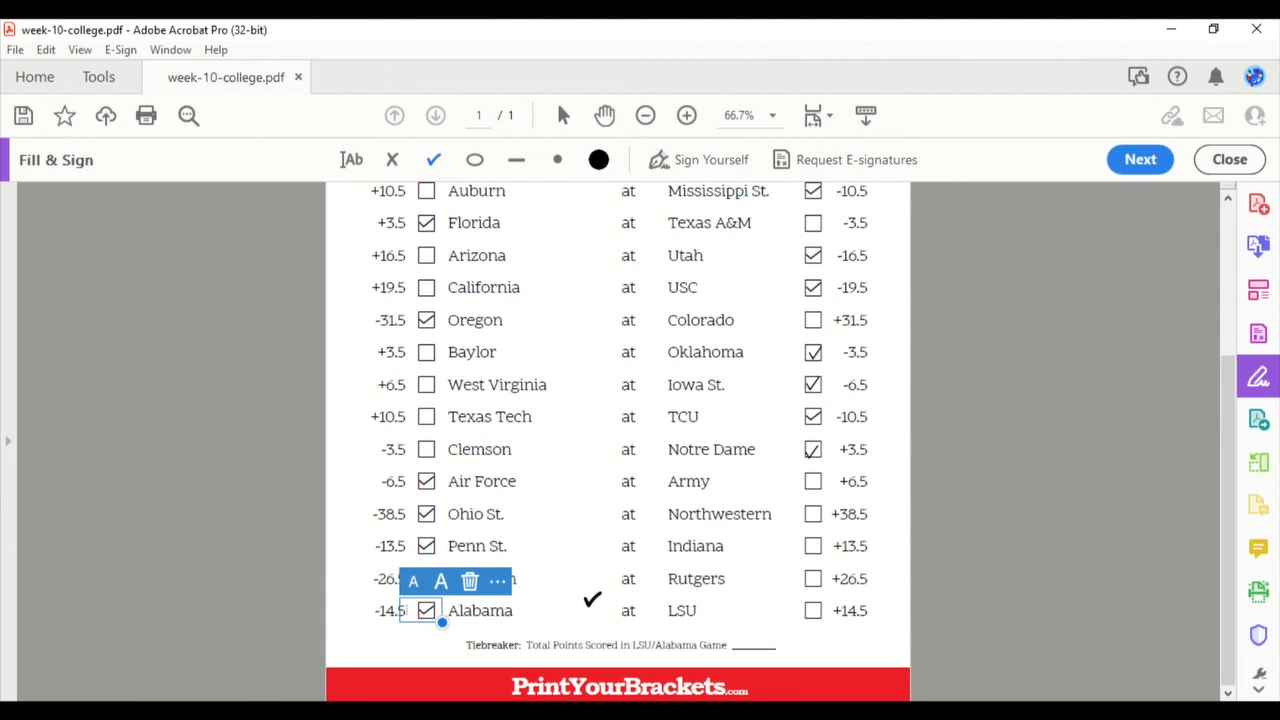 week-10-college.pdf - Adobe Acrobat Pro (32-bit)
File Edit View E-Sign Window Help
Home Tools week-10-college.pdf ×
1 / 1 66.7%
Fill & Sign Ab Sign Yourself Request E-signatures Next Close
+10.5 Auburn at Mississippi St. -10.5
+3.5 Florida at Texas A&M -3.5
+16.5 Arizona at Utah -16.5
+19.5 California at USC -19.5
-31.5 Oregon at Colorado +31.5
+3.5 Baylor at Oklahoma -3.5
+6.5 West Virginia at Iowa St. -6.5
+10.5 Texas Tech at TCU -10.5
-3.5 Clemson at Notre Dame +3.5
-6.5 Air Force at Army +6.5
-38.5 Ohio St. at Northwestern +38.5
-13.5 Penn St. at Indiana +13.5
A A ...
at Rutgers +26.5
-14.5 Alabama at LSU +14.5
Tiebreaker: Total Points Scored in LSU/Alabama Game ______
PrintYourBrackets.com